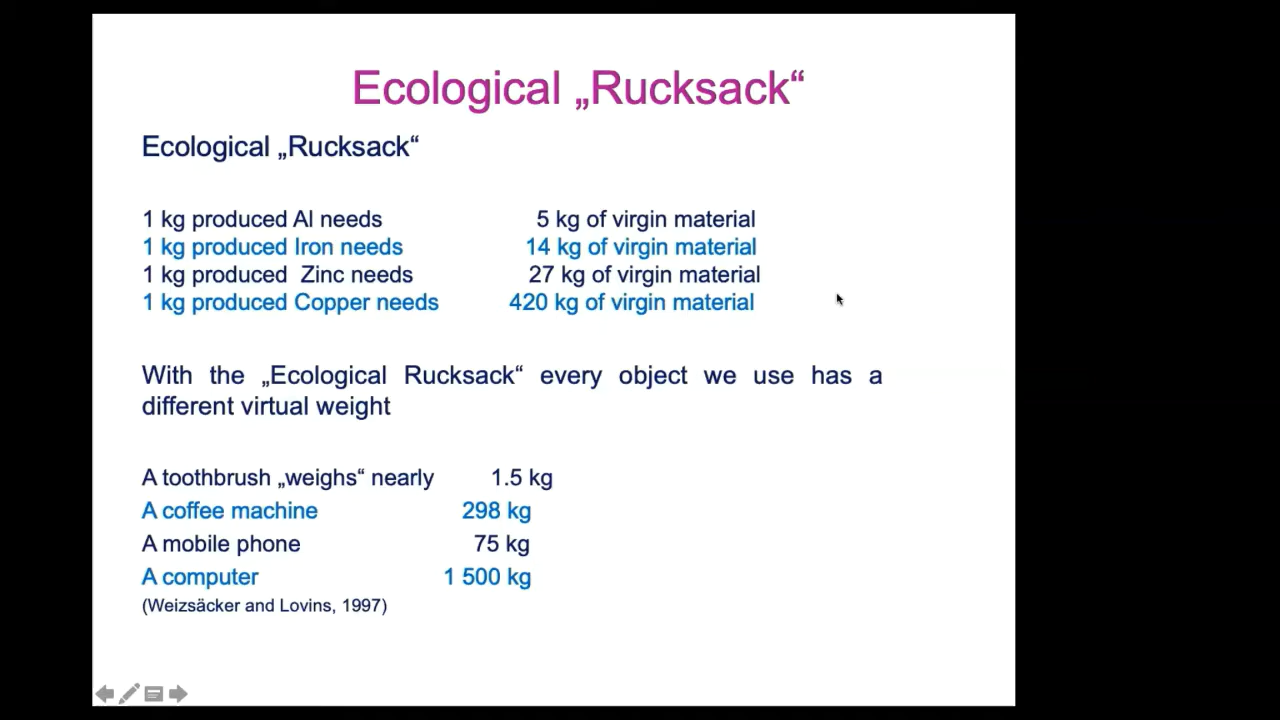 Ecological „Rucksack“
Ecological „Rucksack“
1 kg produced Al needs 5 kg of virgin material
1 kg produced Iron needs 14 kg of virgin material
1 kg produced Zinc needs 27 kg of virgin material
1 kg produced Copper needs 420 kg of virgin material
With the „Ecological Rucksack“ every object we use has a
different virtual weight
A toothbrush „weighs“ nearly 1.5 kg
A coffee machine 298 kg
A mobile phone 75 kg
A computer 1 500 kg
(Weizsäcker and Lovins, 1997)